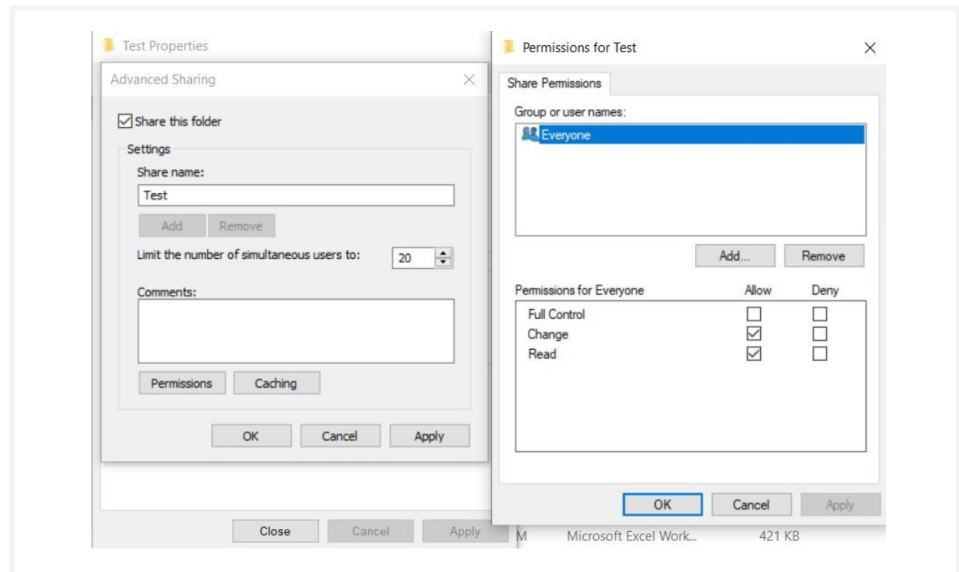 Test Properties
Advanced Sharing
Share this folder
Settings
Share name:
Test
Add Remove
Limit the number of simultaneous users to: 20
Comments:
Permissions Caching
OK Cancel Apply
Close Cancel Apply
Permissions for Test
Share Permissions
Group or user names:
Everyone
Add... Remove
Permissions for Everyone Allow Deny
Full Control
Change
Read
OK Cancel Apply
M Microsoft Excel Work... 421 KB